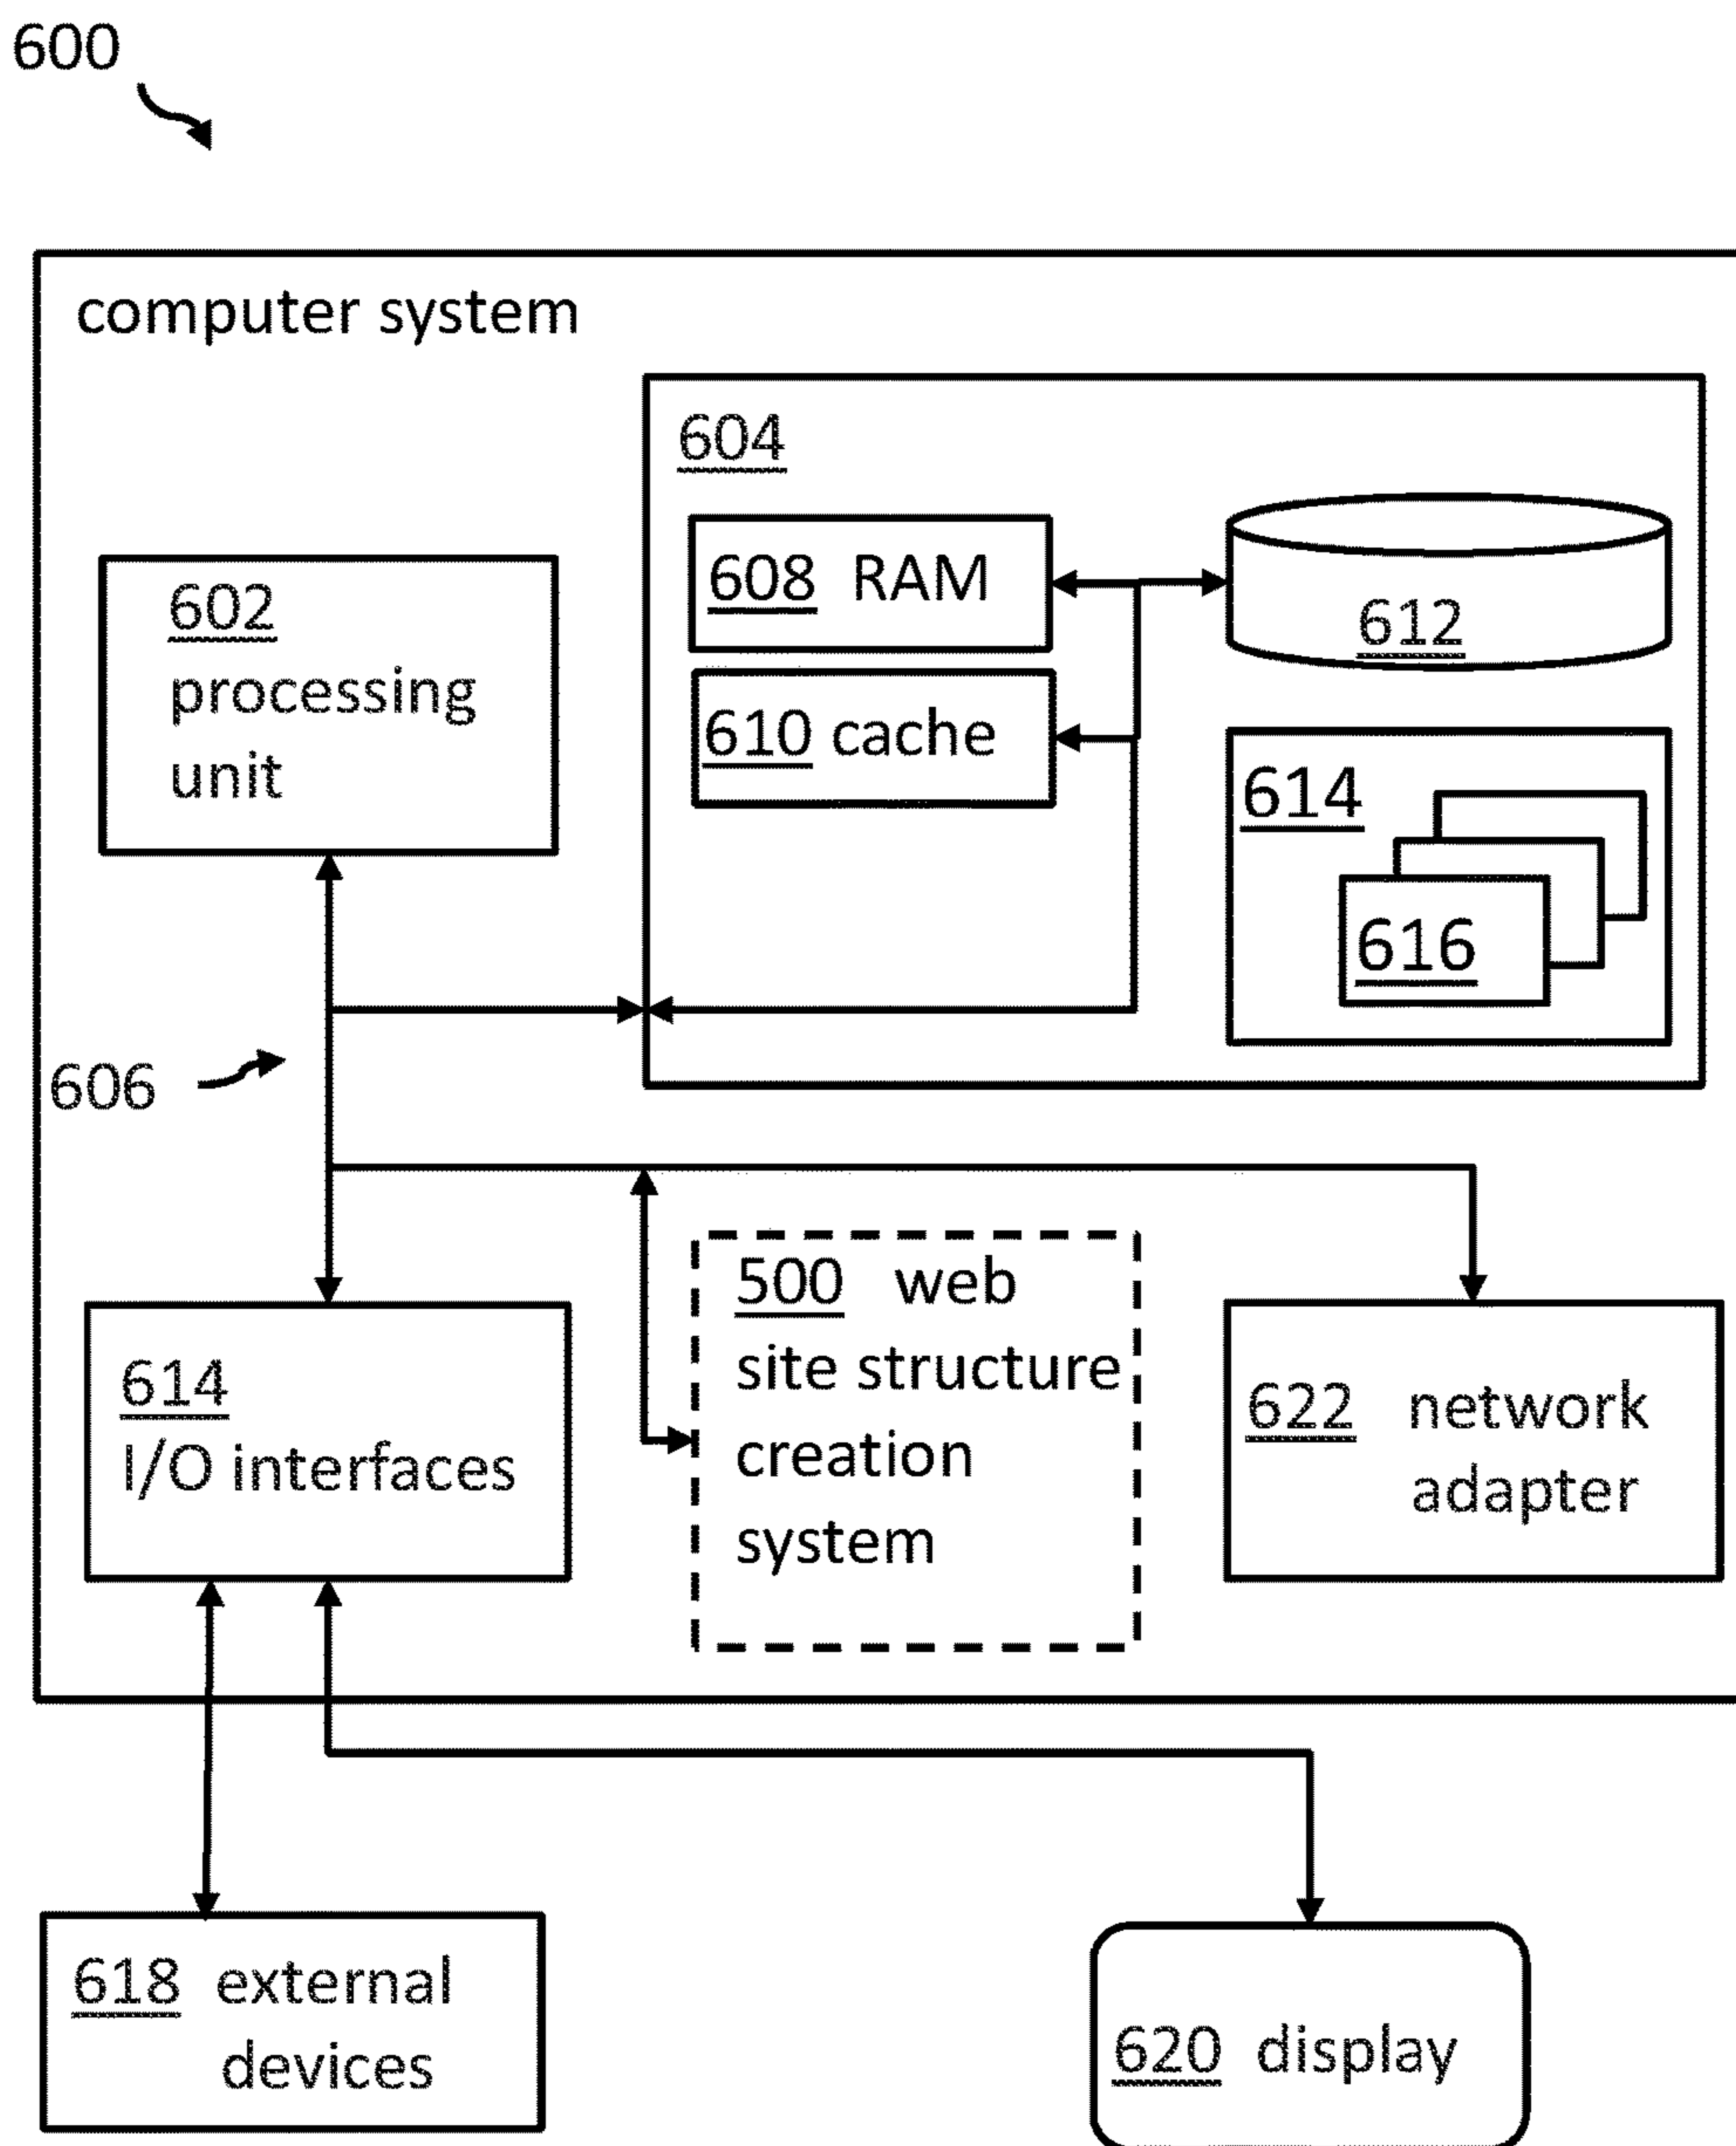 600
computer system
604
608 RAM
612
602
processing
unit
610 cache
614
616
606
500 web
site structure
creation
system
614
I/O interfaces
622 network
adapter
618 external
devices
620 display